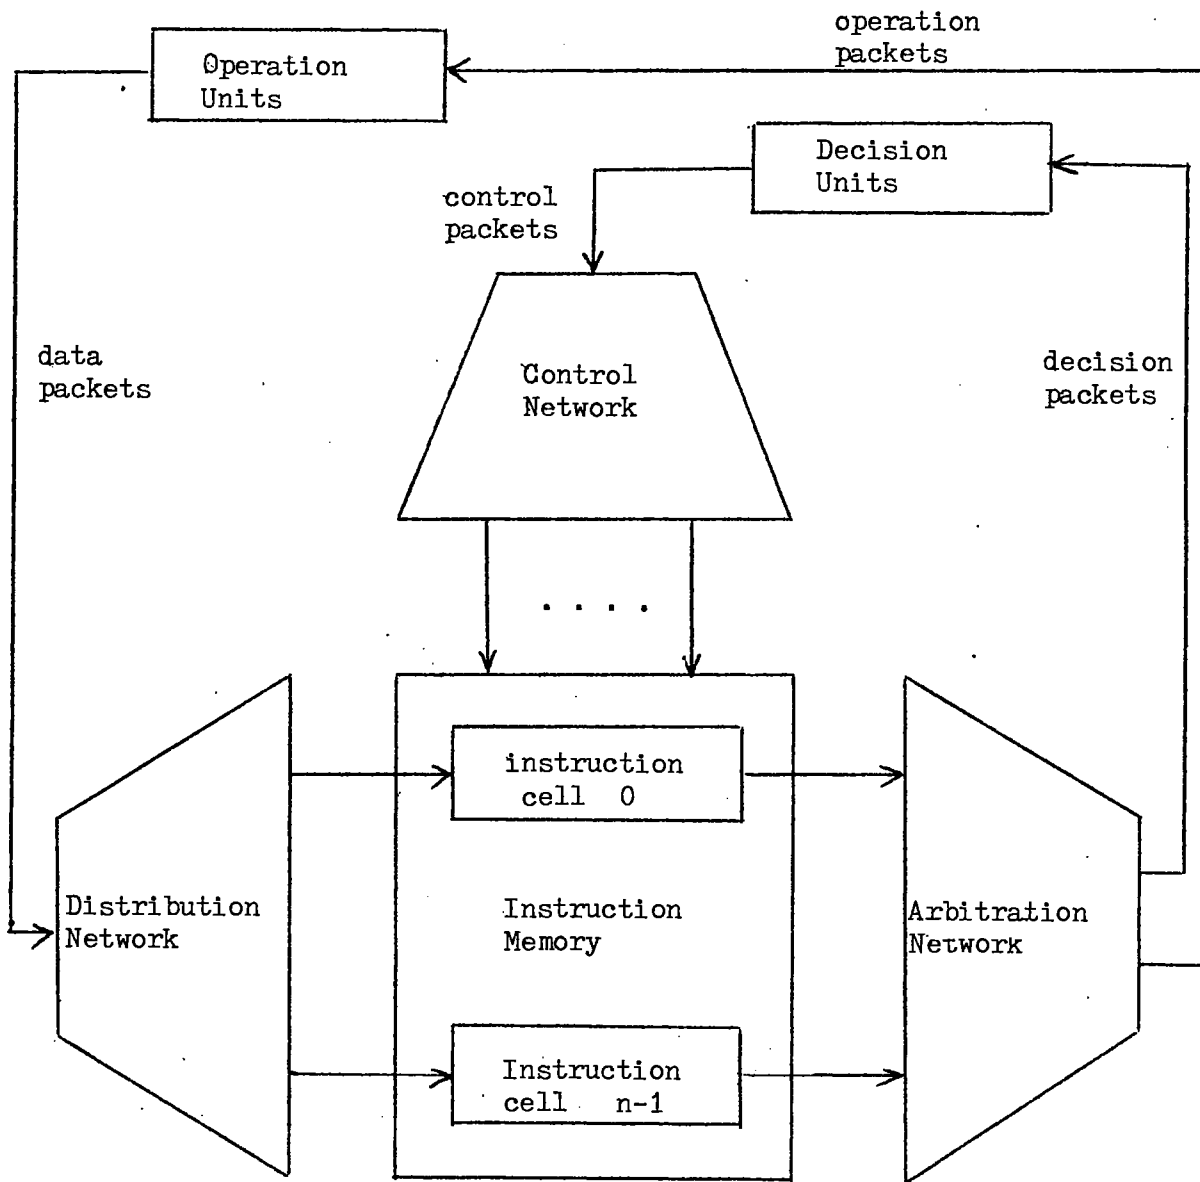 operation
packets
Operation
Units
Decision
Units
control
packets
data
packets
Control
Network
decision
packets
. . . .
instruction
cell 0
Distribution
Network
Instruction
Memory
Arbitration
Network
Instruction
cell n-1